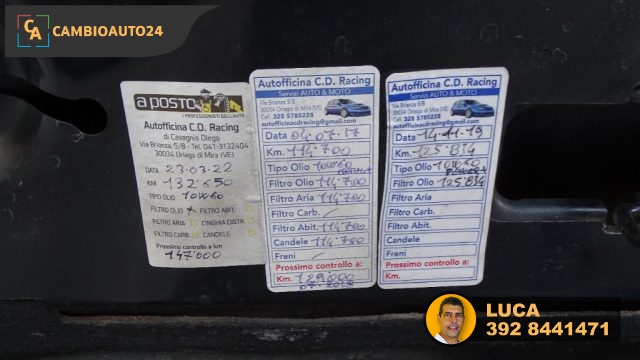 CA CAMBIOAUTO24
a POSTO
I PROFESSIONISTI DELL'AUTO
Autofficina C.D. Racing
di Cavagnis Diego
Via Brianza, 5/B - Tel. 041-3132404
30034 Oriago di Mira (VE)
DATA 23-03-22
KM 132'650
TIPO OLIO 10W60
FILTRO OLIO FILTRO ABIT.
FILTRO ARIA CINGHIA DISTR
FILTRO CARB. CANDELE
Prossimo controllo a km
147'000
Autofficina C.D. Racing
Servizi AUTO & MOTO
Via Brianza 5/B
30034 Oriago di Mira (VE)
Cell. 328 5785228
autofficinacdracing@gmail.com
Data 04-07-17
Km. 114'700
Tipo Olio 10W60
Filtro Olio 114'700
Filtro Aria 114'700
Filtro Carb.
Filtro Abit. 114'700
Candele 114'700
Freni
Prossimo controllo a:
Km. 129'000
07-2018
Autofficina C.D. Racing
Servizi AUTO & MOTO
Via Brianza, 5/B
30034 Oriago di Mira (VE)
Cell. 328 5785228
autofficinacdracing@gmail.com
Data 14-11-19
Km. 125'814
Tipo Olio 10W60
Filtro Olio 125'814
Filtro Aria
Filtro Carb.
Filtro Abit.
Candele
Freni
Prossimo controllo a:
Km.
LUCA
392 8441471